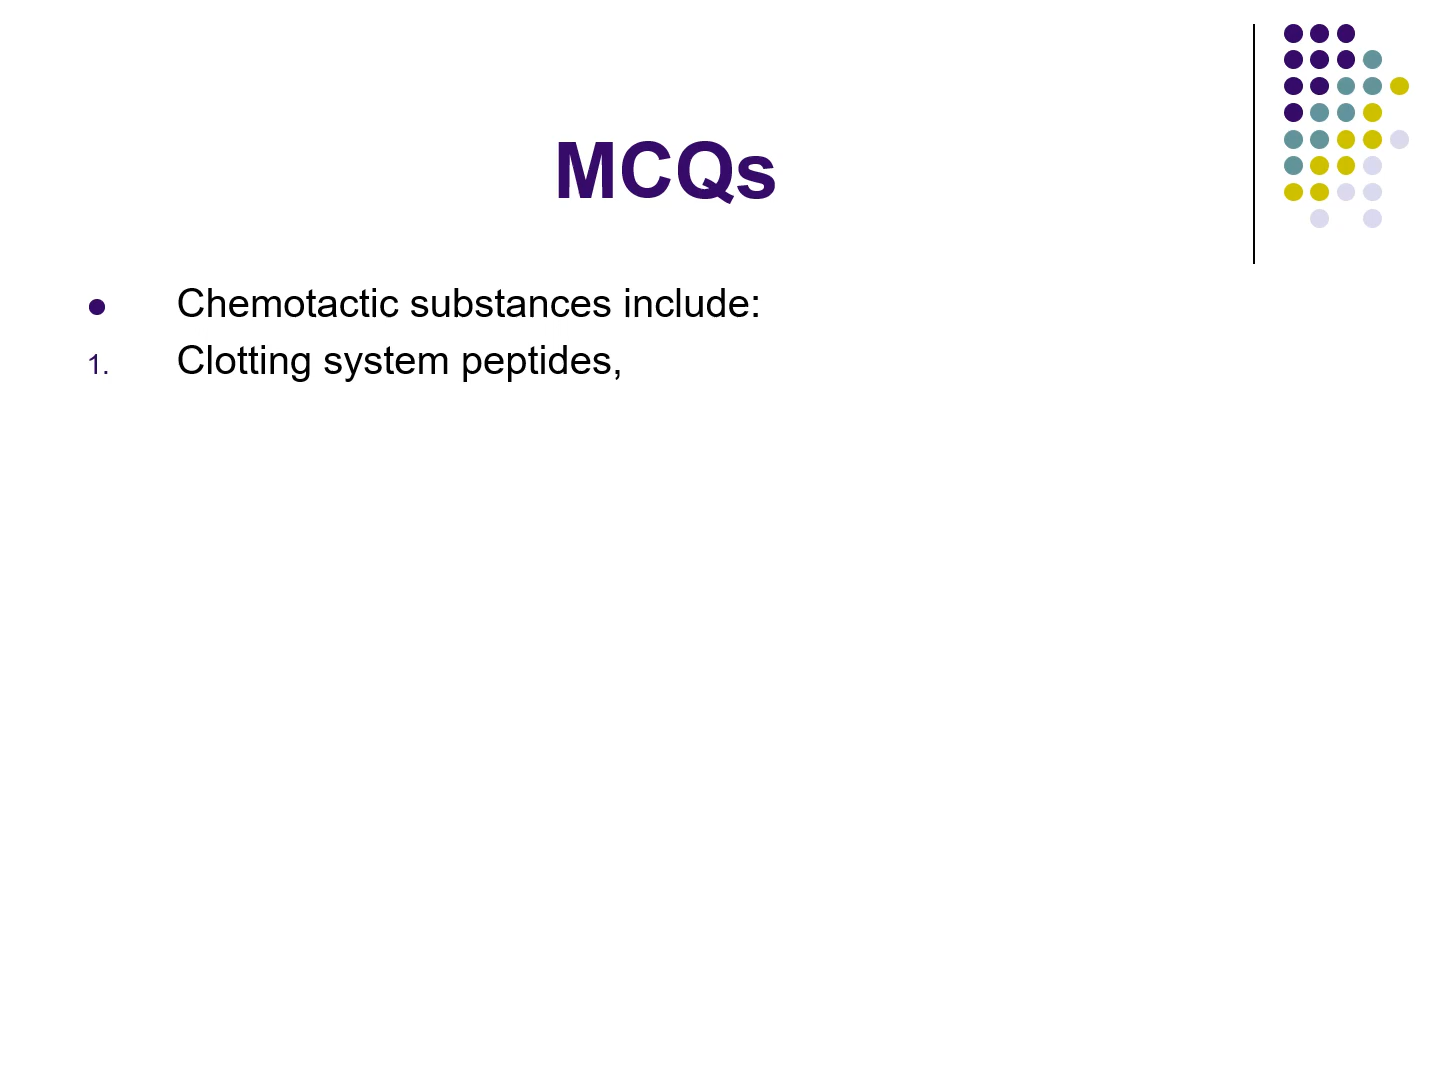 MCQs
● Chemotactic substances include:
1. Clotting system peptides,